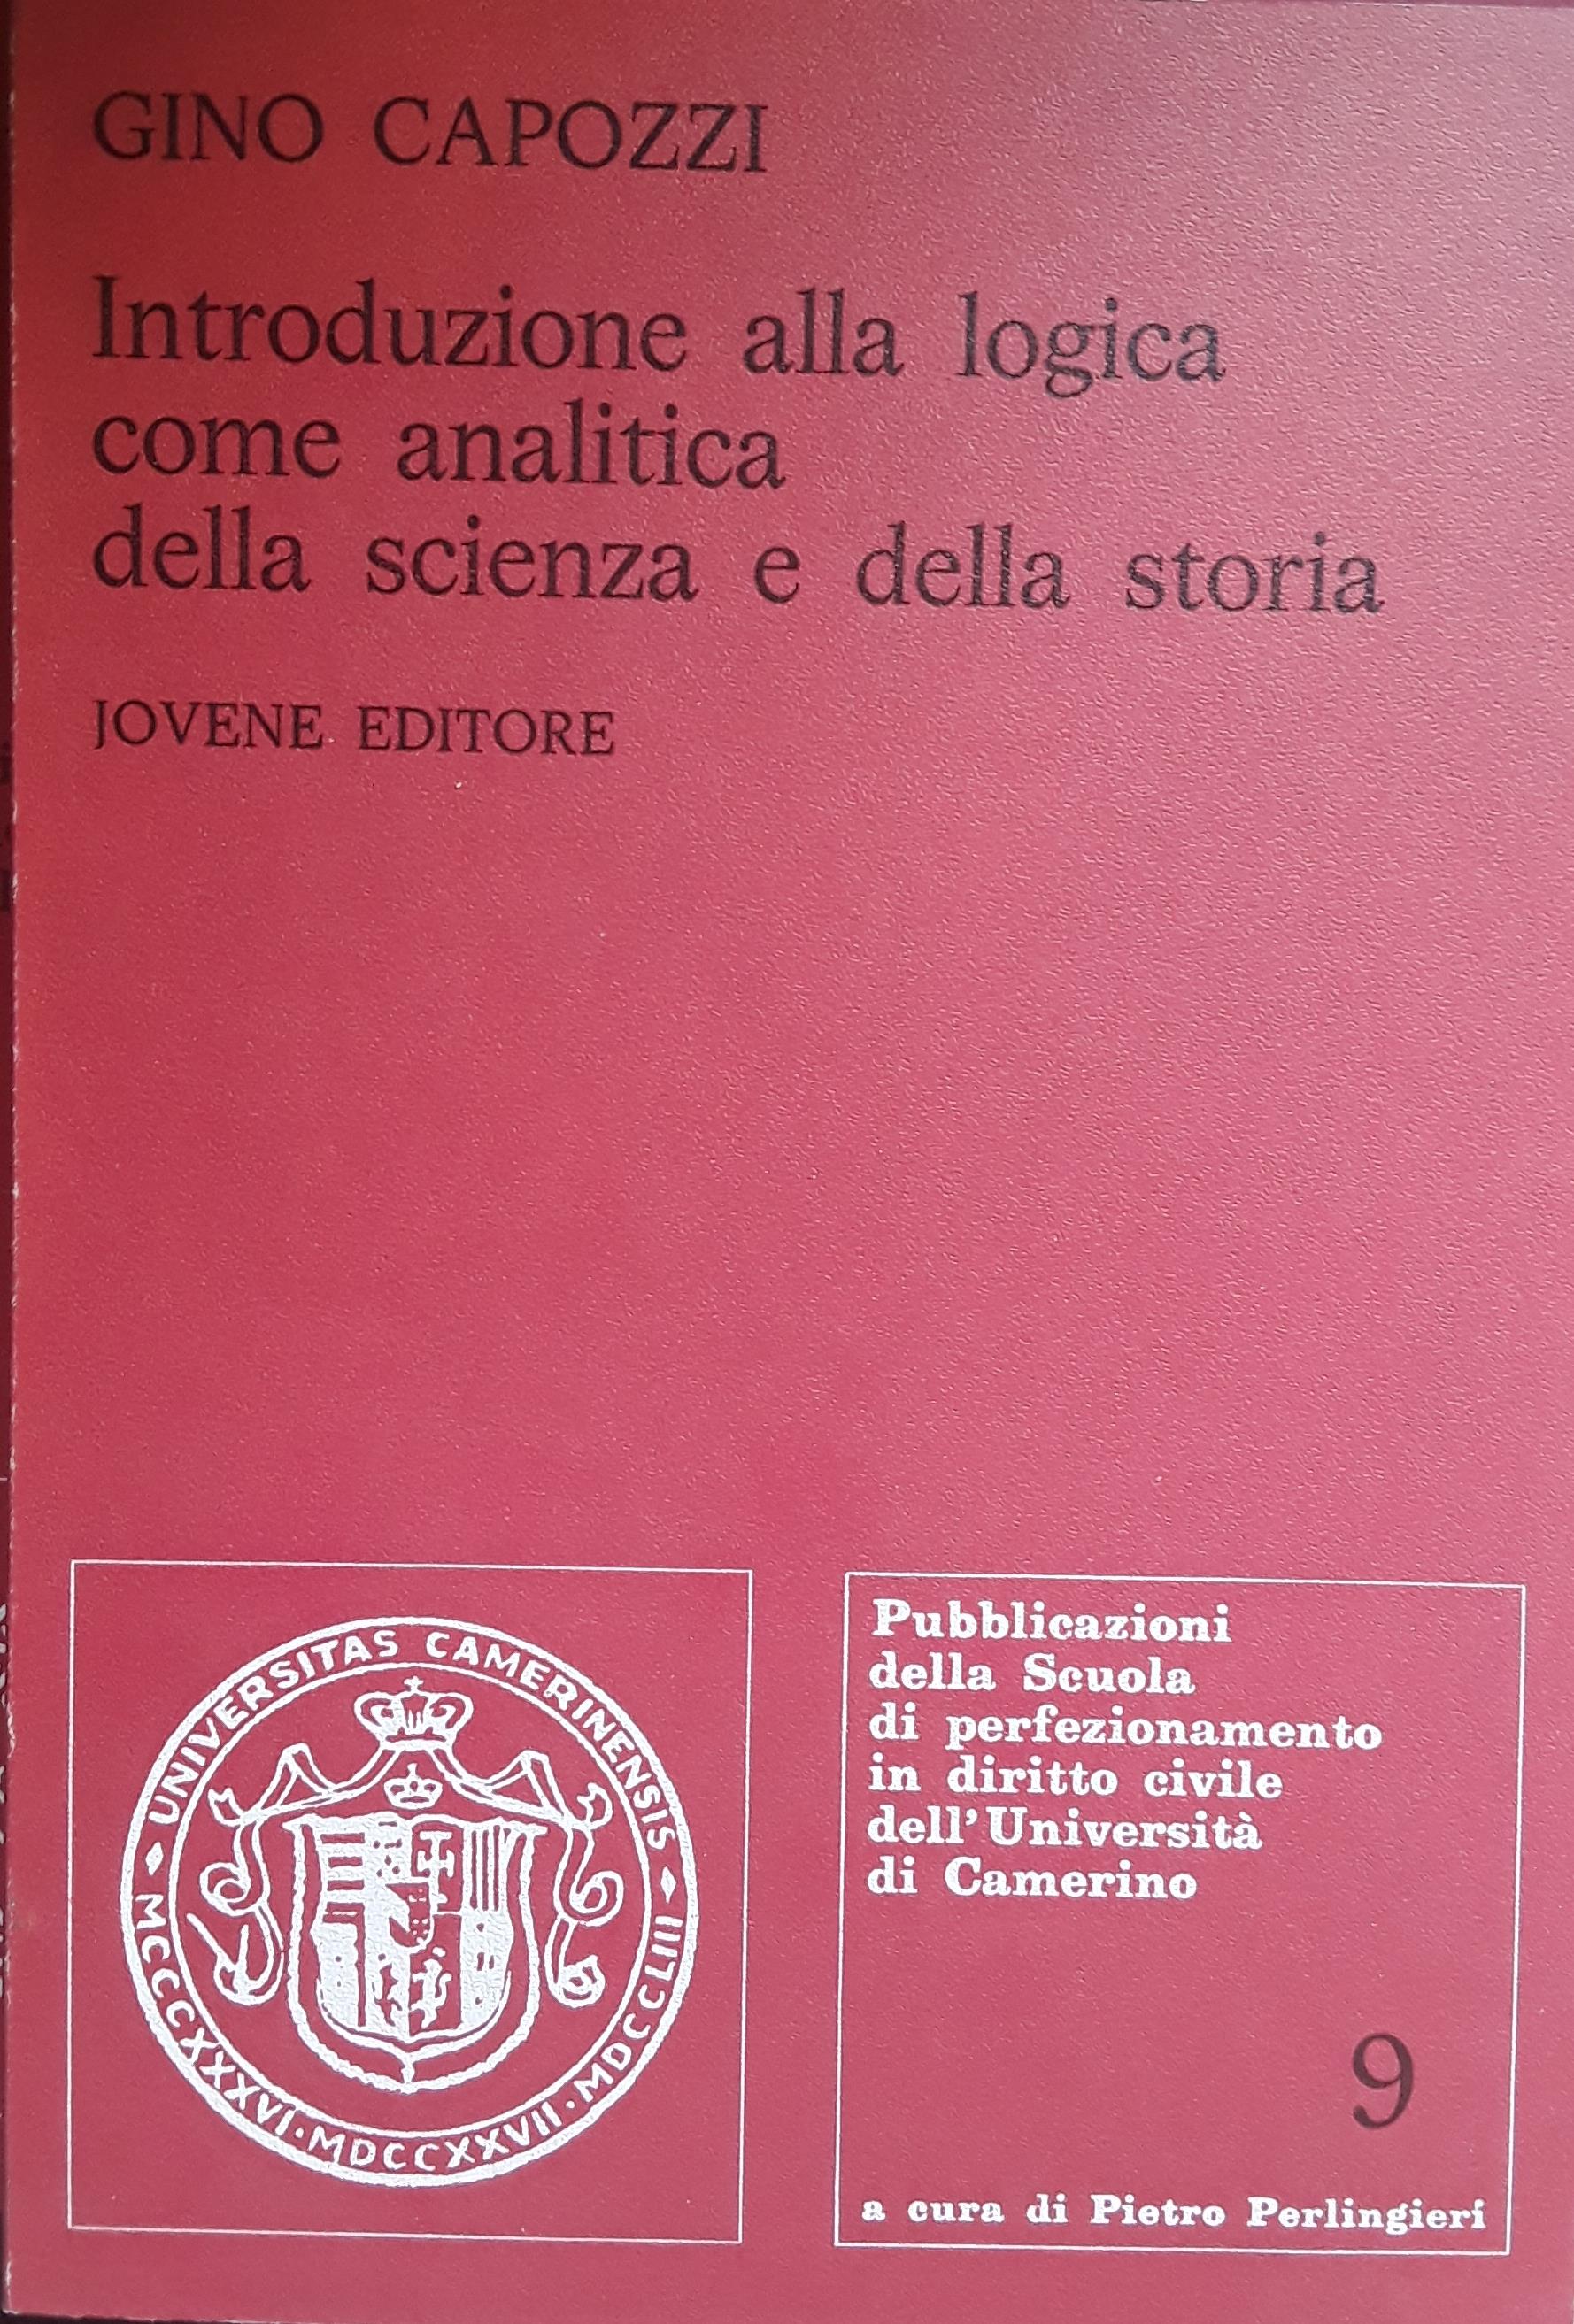 GINO CAPOZZI
Introduzione alla logica
come analitica
della scienza e della storia
JOVENE EDITORE
UNIVERSITAS CAMERINENSIS
MCCCXXXVI · MDCCXXVII · MDCCLIII
Pubblicazioni
della Scuola
di perfezionamento
in diritto civile
dell'Università
di Camerino
9
a cura di Pietro Perlingieri